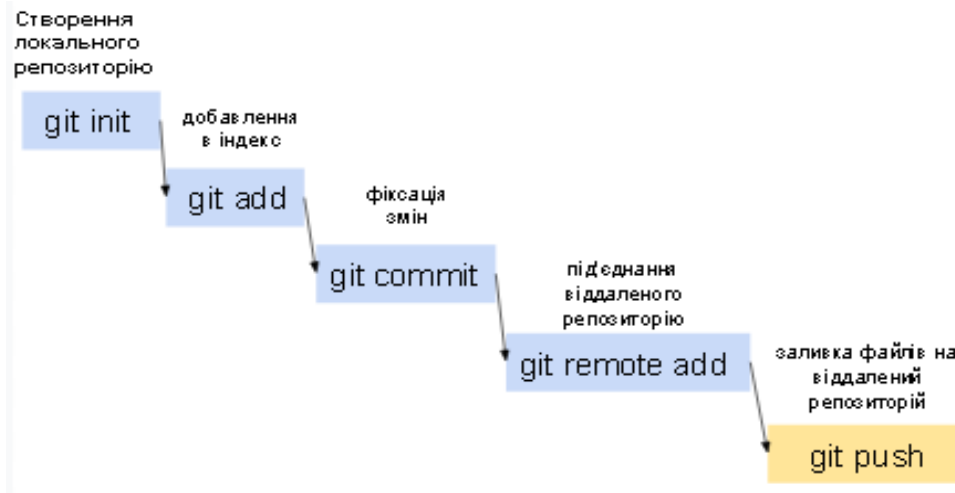 Створення
локального
репозиторію
git init
добавлення
в індекс
git add
фіксація
змін
git commit
під'єднання
віддаленого
репозиторію
git remote add
заливка файлів на
віддалений
репозиторій
git push